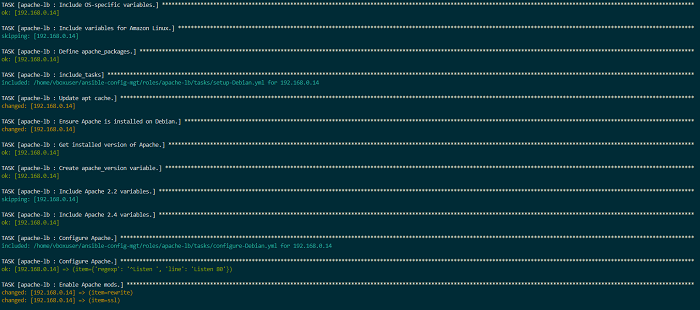 TASK [apache-lb : Include OS-specific variables.] ****************************************************************
ok: [192.168.0.14]
TASK [apache-lb : Include variables for Amazon Linux.] ****************************************************************
skipping: [192.168.0.14]
TASK [apache-lb : Define apache_packages.] ****************************************************************
ok: [192.168.0.14]
TASK [apache-lb : include_tasks] ****************************************************************
included: /home/vboxuser/ansible-config-mgt/roles/apache-lb/tasks/setup-Debian.yml for 192.168.0.14
TASK [apache-lb : Update apt cache.] ****************************************************************
changed: [192.168.0.14]
TASK [apache-lb : Ensure Apache is installed on Debian.] ****************************************************************
changed: [192.168.0.14]
TASK [apache-lb : Get installed version of Apache.] ****************************************************************
ok: [192.168.0.14]
TASK [apache-lb : Create apache_version variable.] ****************************************************************
ok: [192.168.0.14]
TASK [apache-lb : Include Apache 2.2 variables.] ****************************************************************
skipping: [192.168.0.14]
TASK [apache-lb : Include Apache 2.4 variables.] ****************************************************************
ok: [192.168.0.14]
TASK [apache-lb : Configure Apache.] ****************************************************************
included: /home/vboxuser/ansible-config-mgt/roles/apache-lb/tasks/configure-Debian.yml for 192.168.0.14
TASK [apache-lb : Configure Apache.] ****************************************************************
ok: [192.168.0.14] => (item={'regexp': '^Listen ', 'line': 'Listen 80'})
TASK [apache-lb : Enable Apache mods.] ****************************************************************
changed: [192.168.0.14] => (item=rewrite)
changed: [192.168.0.14] => (item=ssl)